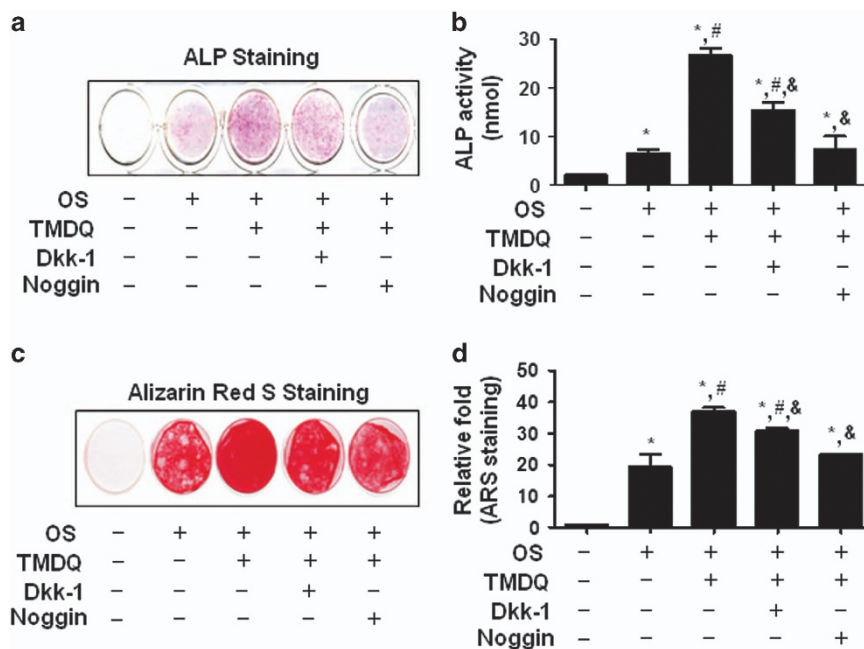 a
ALP Staining
OS − + + + +
TMDQ − − + + +
Dkk-1 − − − + −
Noggin − − − − +
b
ALP activity
(nmol)
30
20
10
0
*
*,#
*,#,&
*,&
OS − + + + +
TMDQ − − + + +
Dkk-1 − − − + −
Noggin − − − − +
c
Alizarin Red S Staining
OS − + + + +
TMDQ − − + + +
Dkk-1 − − − + −
Noggin − − − − +
d
Relative fold
(ARS staining)
50
40
30
20
10
0
*
*,#
*,#,&
*,&
OS − + + + +
TMDQ − − + + +
Dkk-1 − − − + −
Noggin − − − − +